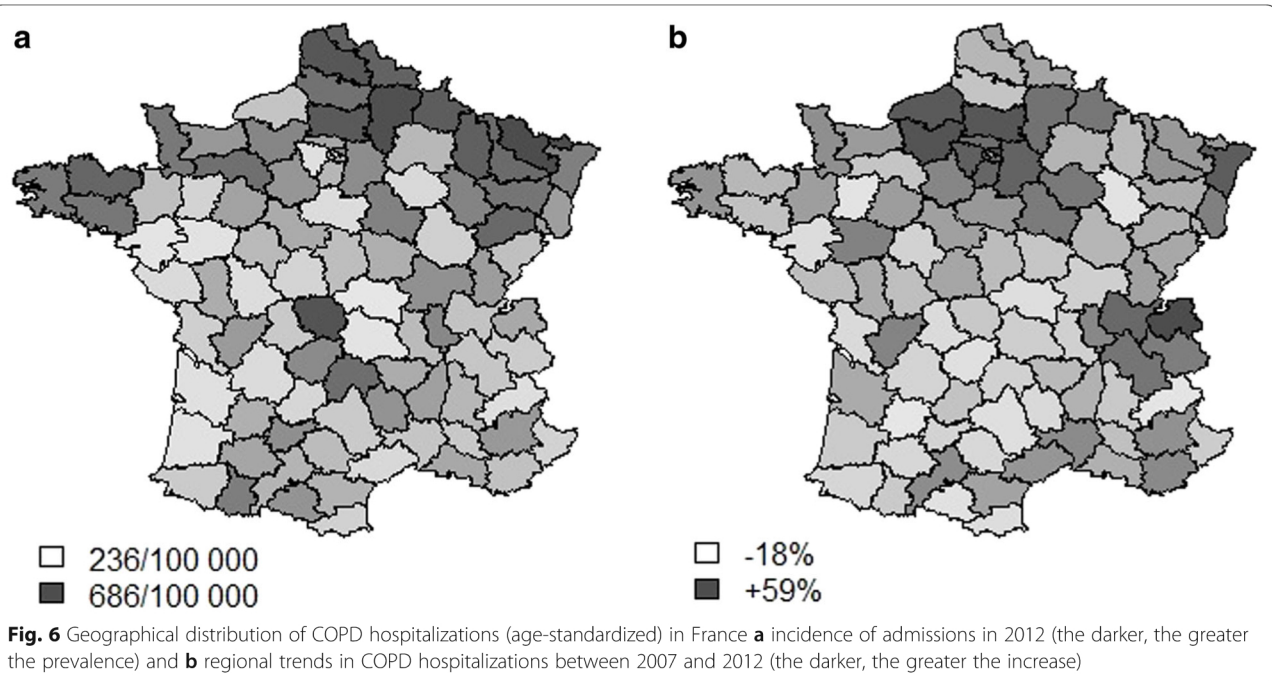 a
b
236/100 000
686/100 000
-18%
+59%
Fig. 6 Geographical distribution of COPD hospitalizations (age-standardized) in France a incidence of admissions in 2012 (the darker, the greater
the prevalence) and b regional trends in COPD hospitalizations between 2007 and 2012 (the darker, the greater the increase)